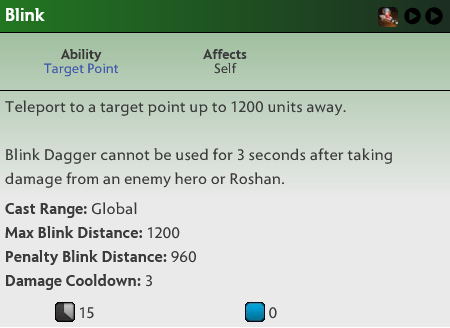 Blink
Ability Affects
Target Point Self
Teleport to a target point up to 1200 units away.
Blink Dagger cannot be used for 3 seconds after taking
damage from an enemy hero or Roshan.
Cast Range: Global
Max Blink Distance: 1200
Penalty Blink Distance: 960
Damage Cooldown: 3
15 0